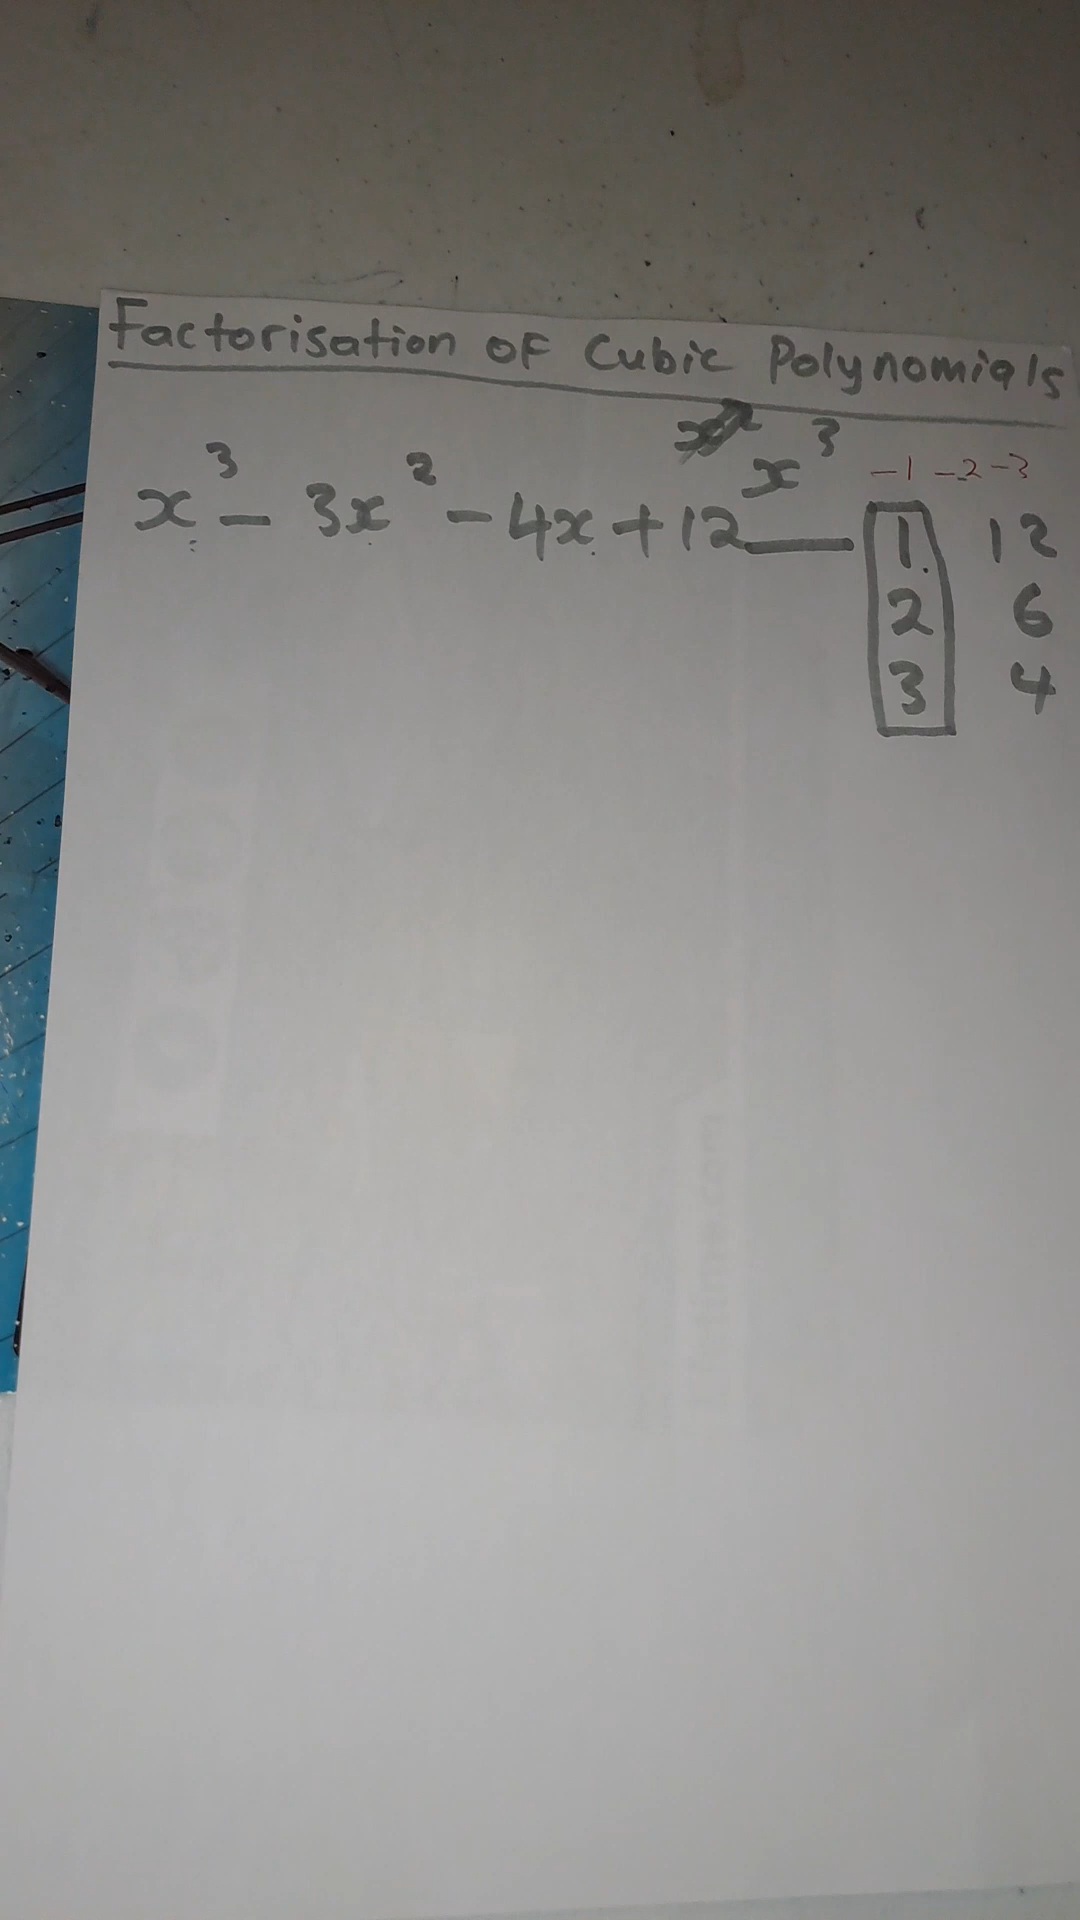 Factorisation of Cubic Polynomials
x³ - 3x² - 4x + 12 — x³ 1 12
-1 -2 -3
2 6
3 4